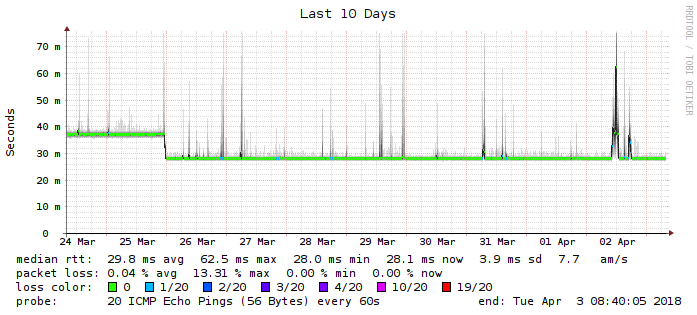 Last 10 Days
RRDTOOL / TOBI OETIKER
Seconds
70 m
60 m
50 m
40 m
30 m
20 m
10 m
0
24 Mar 25 Mar 26 Mar 27 Mar 28 Mar 29 Mar 30 Mar 31 Mar 01 Apr 02 Apr
median rtt: 29.8 ms avg 62.5 ms max 28.0 ms min 28.1 ms now 3.9 ms sd 7.7 am/s
packet loss: 0.04 % avg 13.31 % max 0.00 % min 0.00 % now
loss color: 0 1/20 2/20 3/20 4/20 10/20 19/20
probe: 20 ICMP Echo Pings (56 Bytes) every 60s end: Tue Apr 3 08:40:05 2018